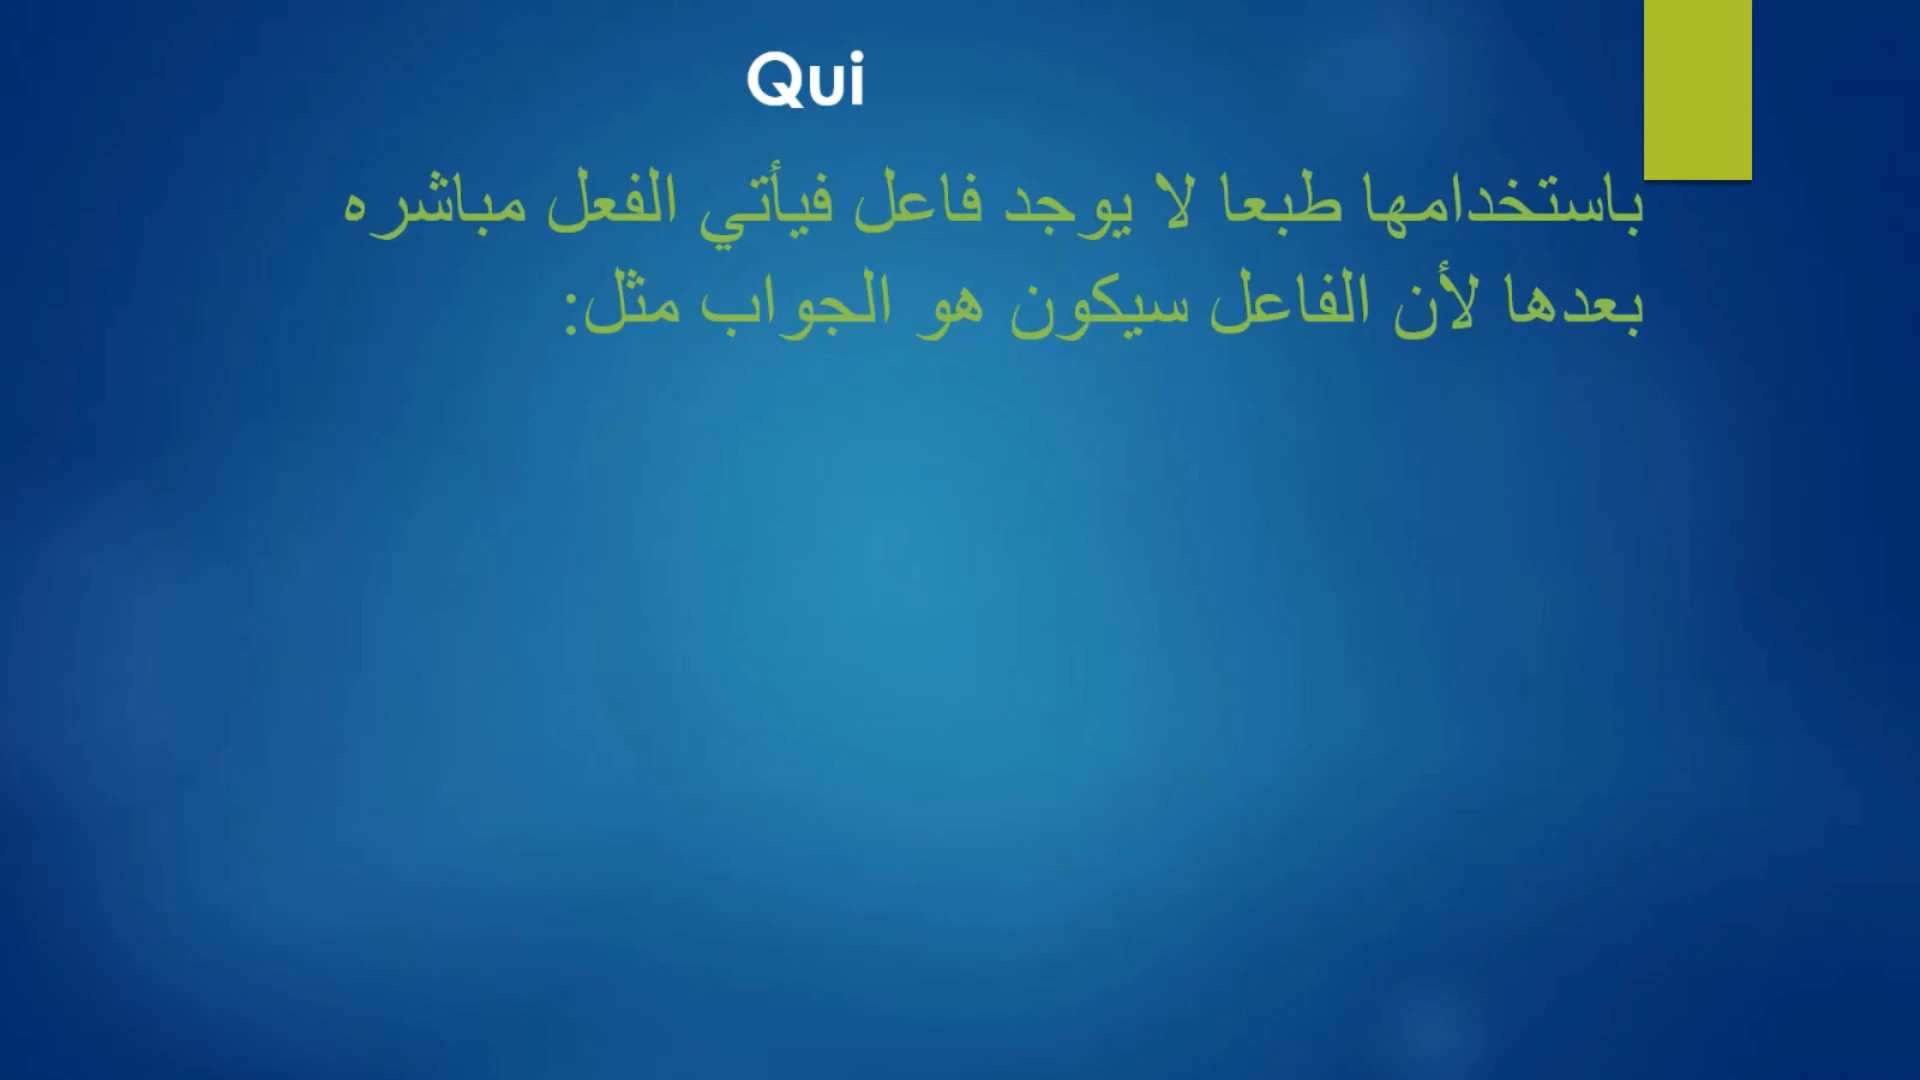 Qui
باستخدامها طبعا لا يوجد فاعل فيأتي الفعل مباشره
بعدها لأن الفاعل سيكون هو الجواب مثل: